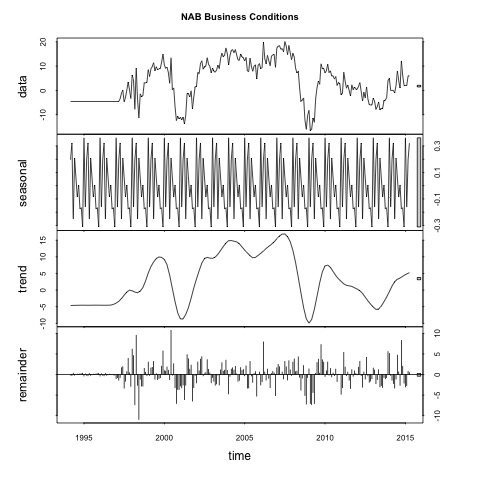 NAB Business Conditions
data
-10 0 10 20
seasonal
-0.3 -0.1 0.1 0.3
trend
-10 -5 0 5 10 15
remainder
-10 -5 0 5 10
1995 2000 2005 2010 2015
time